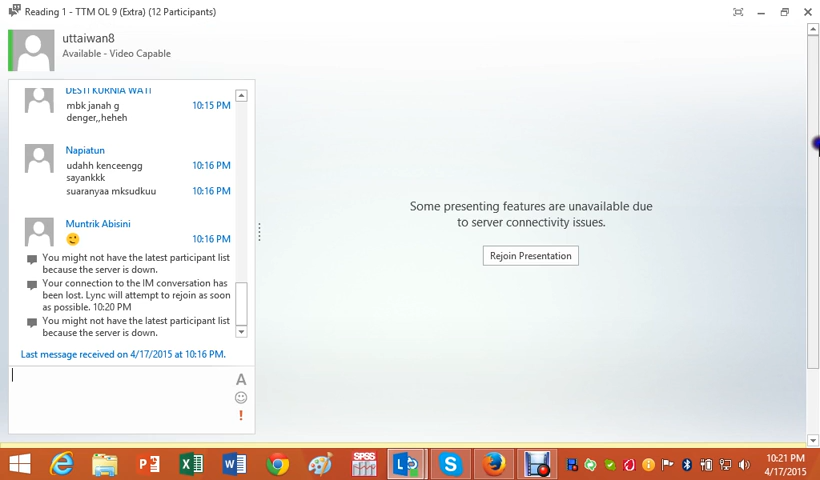 Reading 1 - TTM OL 9 (Extra) (12 Participants)
uttaiwan8
Available - Video Capable
DESTI KURNIA WATI
mbk janah g 10:15 PM
denger,,heheh
Napiatun
udahh kenceengg 10:16 PM
sayankkk
suaranyaa mksudkuu 10:16 PM
Muntrik Abisini
10:16 PM
You might not have the latest participant list
because the server is down.
Your connection to the IM conversation has
been lost. Lync will attempt to rejoin as soon
as possible. 10:20 PM
You might not have the latest participant list
because the server is down.
Last message received on 4/17/2015 at 10:16 PM.
A
!
Some presenting features are unavailable due
to server connectivity issues.
Rejoin Presentation
SPSS
10:21 PM
4/17/2015